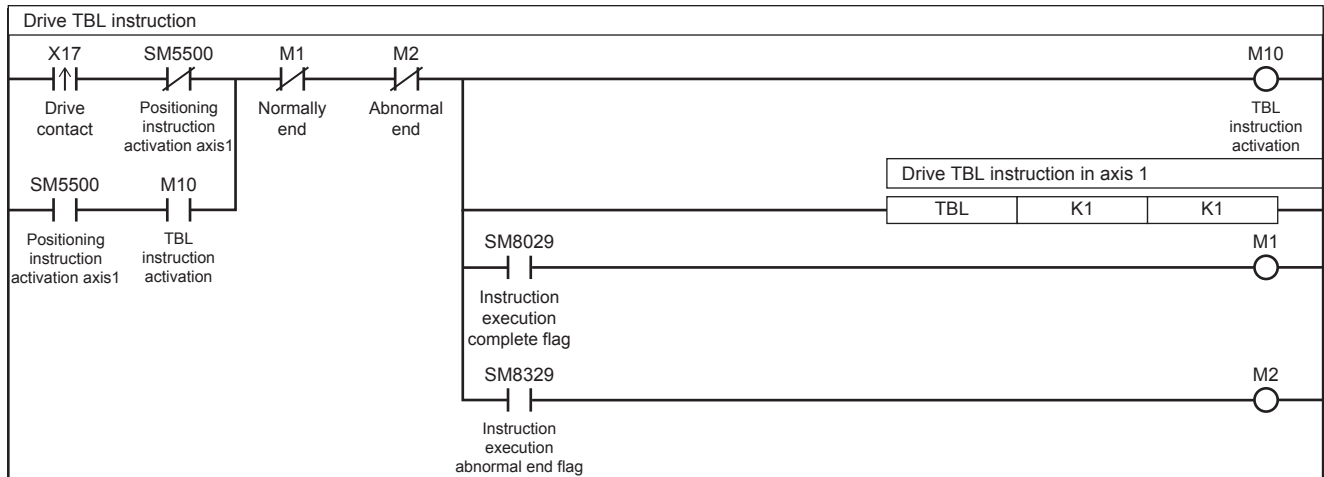 Drive TBL instruction
X17
SM5500
M1
M2
M10
Drive
contact
Positioning
instruction
activation axis1
Normally
end
Abnormal
end
TBL
instruction
activation
Drive TBL instruction in axis 1
SM5500
M10
TBL
K1
K1
Positioning
instruction
activation axis1
TBL
instruction
activation
SM8029
M1
Instruction
execution
complete flag
SM8329
M2
Instruction
execution
abnormal end flag